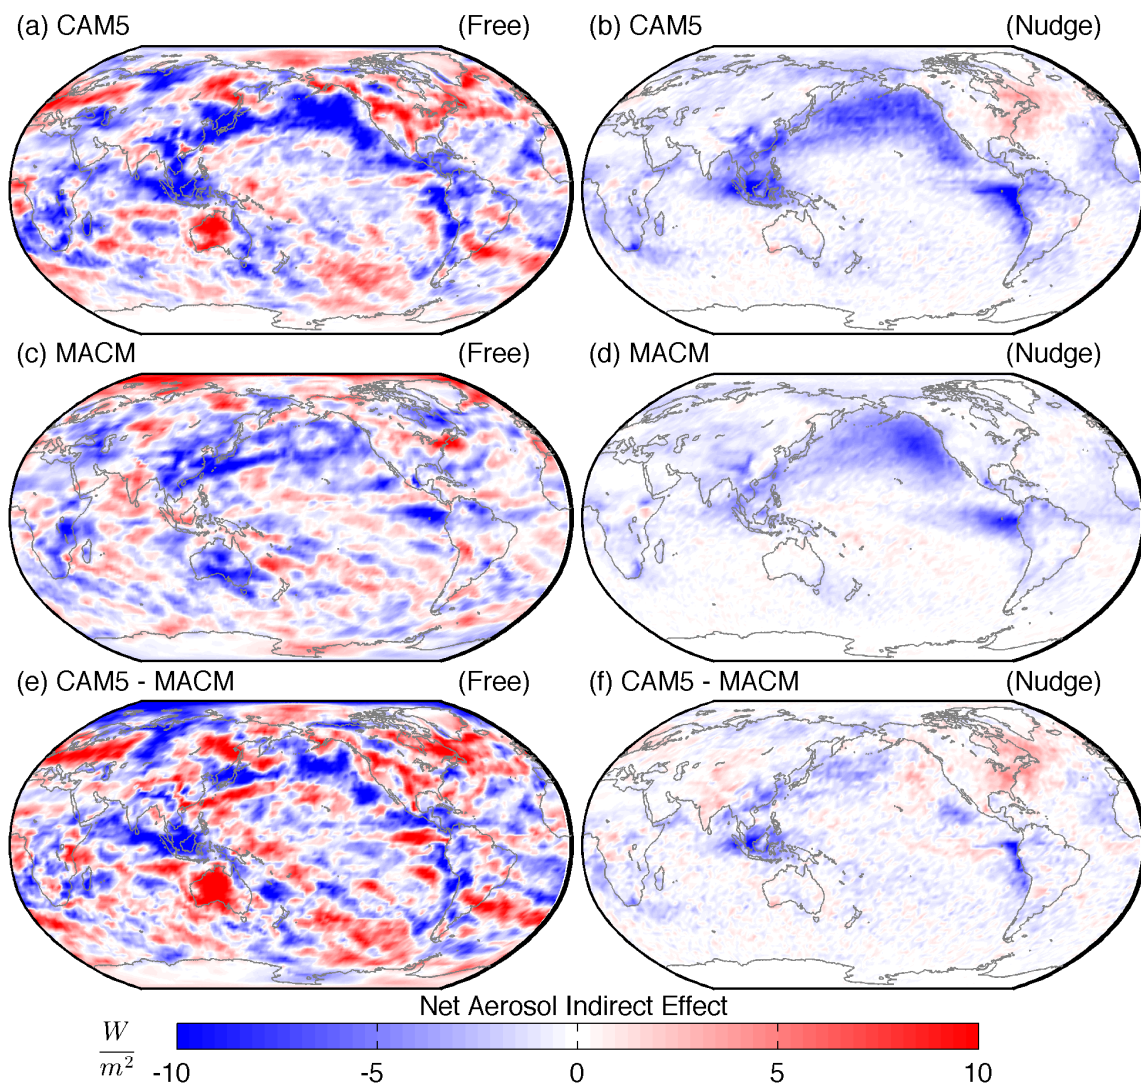 (a) CAM5 (Free) (b) CAM5 (Nudge)
(c) MACM (Free) (d) MACM (Nudge)
(e) CAM5 - MACM (Free) (f) CAM5 - MACM (Nudge)
Net Aerosol Indirect Effect
W
m²
-10 -5 0 5 10